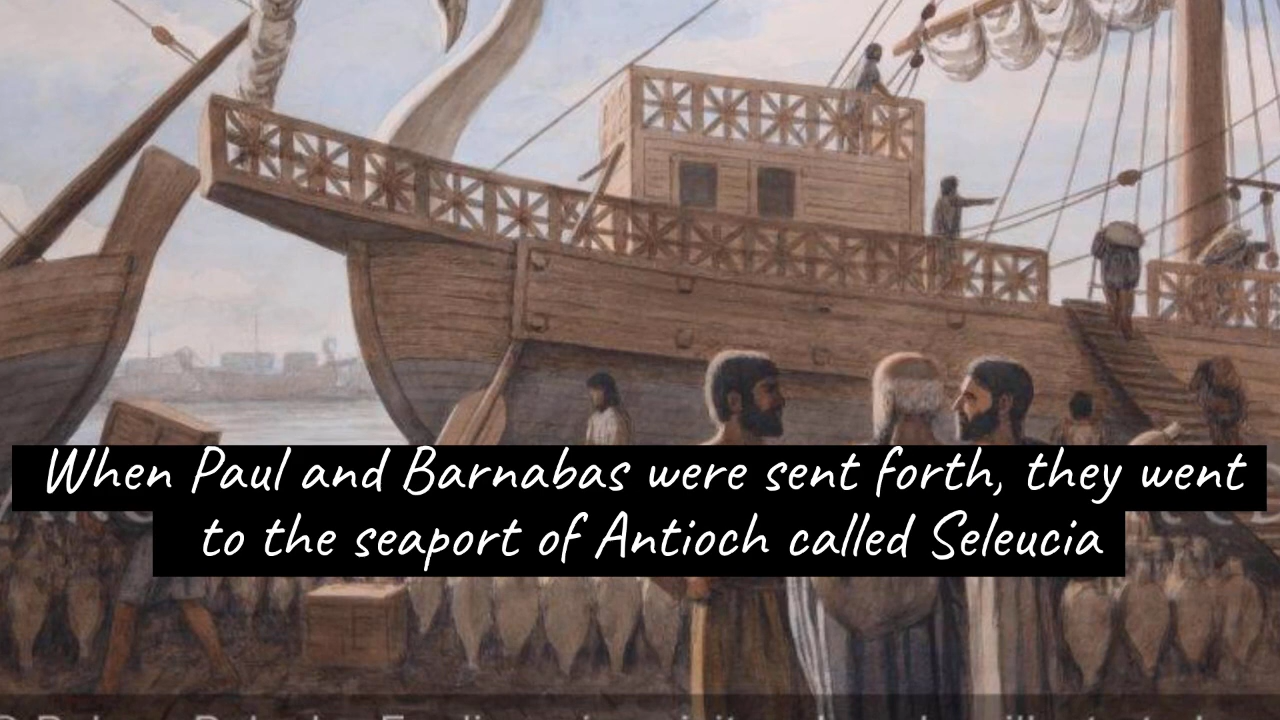 When Paul and Barnabas were sent forth, they went
to the seaport of Antioch called Seleucia